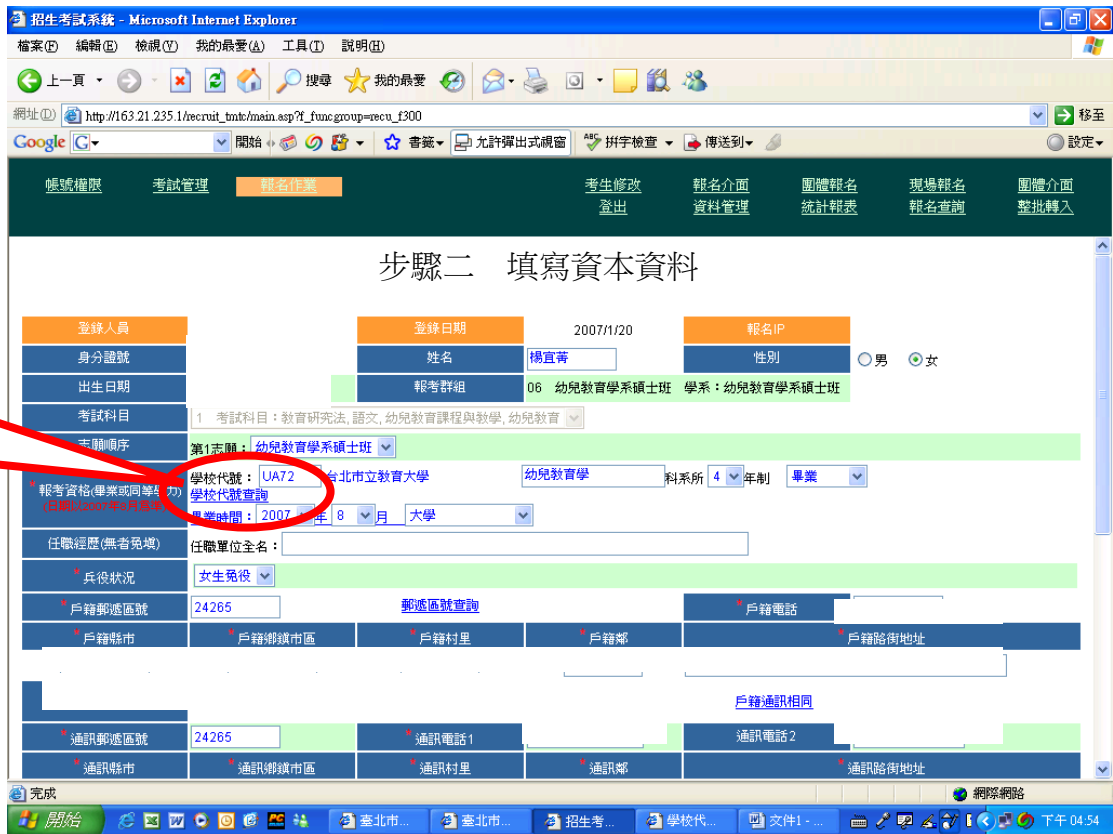 招生考試系統 - Microsoft Internet Explorer
檔案(F) 編輯(E) 檢視(V) 我的最愛(A) 工具(T) 說明(H)
上一頁 搜尋 我的最愛
網址(D) http://163.21.235.1/recruit_tmtc/main.asp?f_funcgroup=recu_f300 移至
Google G 開始 書籤 允許彈出式視窗 拼字檢查 傳送到 設定
帳號權限 考試管理 報名作業 考生修改 報名介面 團體報名 現場報名 團體介面
登出 資料管理 統計報表 報名查詢 整批轉入
步驟二 填寫資本資料
登錄人員 登錄日期 2007/1/20 報名IP
身分證號 姓名 楊宜菁 性別 男 女
出生日期 報考群組 06 幼兒教育學系碩士班 學系：幼兒教育學系碩士班
考試科目 1 考試科目：教育研究法, 語文, 幼兒教育課程與教學, 幼兒教育
志願順序 第1志願： 幼兒教育學系碩士班
*報考資格(畢業或同等學力) 學校代號： UA72 台北市立教育大學 幼兒教育學 科系所 4 年制 畢業
學校代號查詢
畢業時間： 2007 年 8 月 大學
任職經歷(無者免填) 任職單位全名：
*兵役狀況 女生免役
*戶籍郵遞區號 24265 郵遞區號查詢 *戶籍電話
*戶籍縣市 *戶籍鄉鎮市區 *戶籍村里 *戶籍鄰 *戶籍路街地址
戶籍通訊相同
*通訊郵遞區號 24265 *通訊電話1 通訊電話2
*通訊縣市 *通訊鄉鎮市區 *通訊村里 *通訊鄰 *通訊路街地址
完成 網際網路
開始 臺北市... 臺北市... 招生考... 學校代... 文件1 - ... 下午 04:54